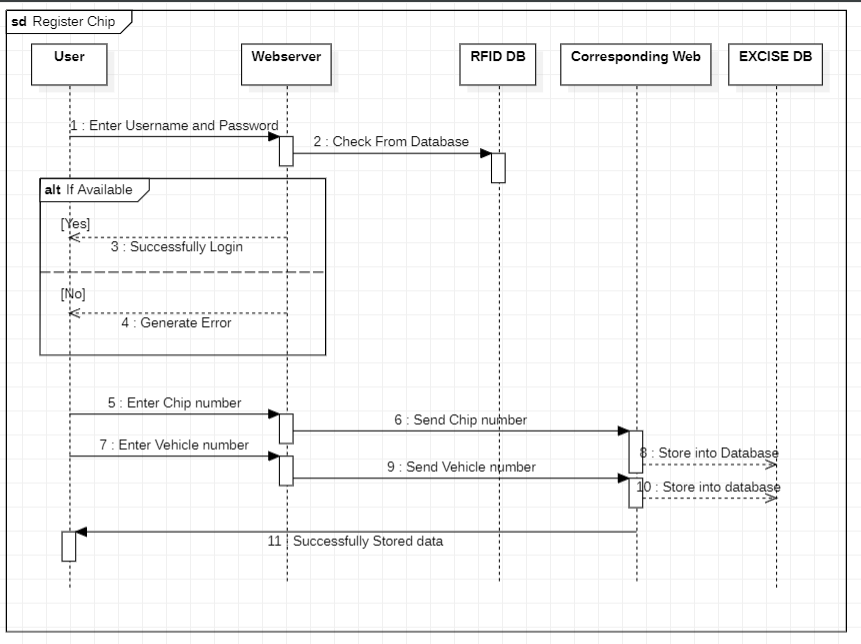 sd Register Chip
User
Webserver
RFID DB
Corresponding Web
EXCISE DB
1 : Enter Username and Password
2 : Check From Database
alt If Available
[Yes]
3 : Successfully Login
[No]
4 : Generate Error
5 : Enter Chip number
6 : Send Chip number
7 : Enter Vehicle number
8 : Store into Database
9 : Send Vehicle number
10 : Store into database
11 : Successfully Stored data